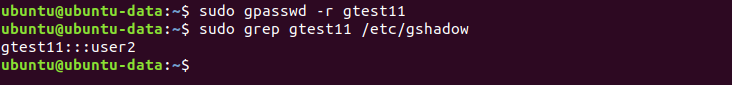 ubuntu@ubuntu-data:~$ sudo gpasswd -r gtest11
ubuntu@ubuntu-data:~$ sudo grep gtest11 /etc/gshadow
gtest11:::user2
ubuntu@ubuntu-data:~$